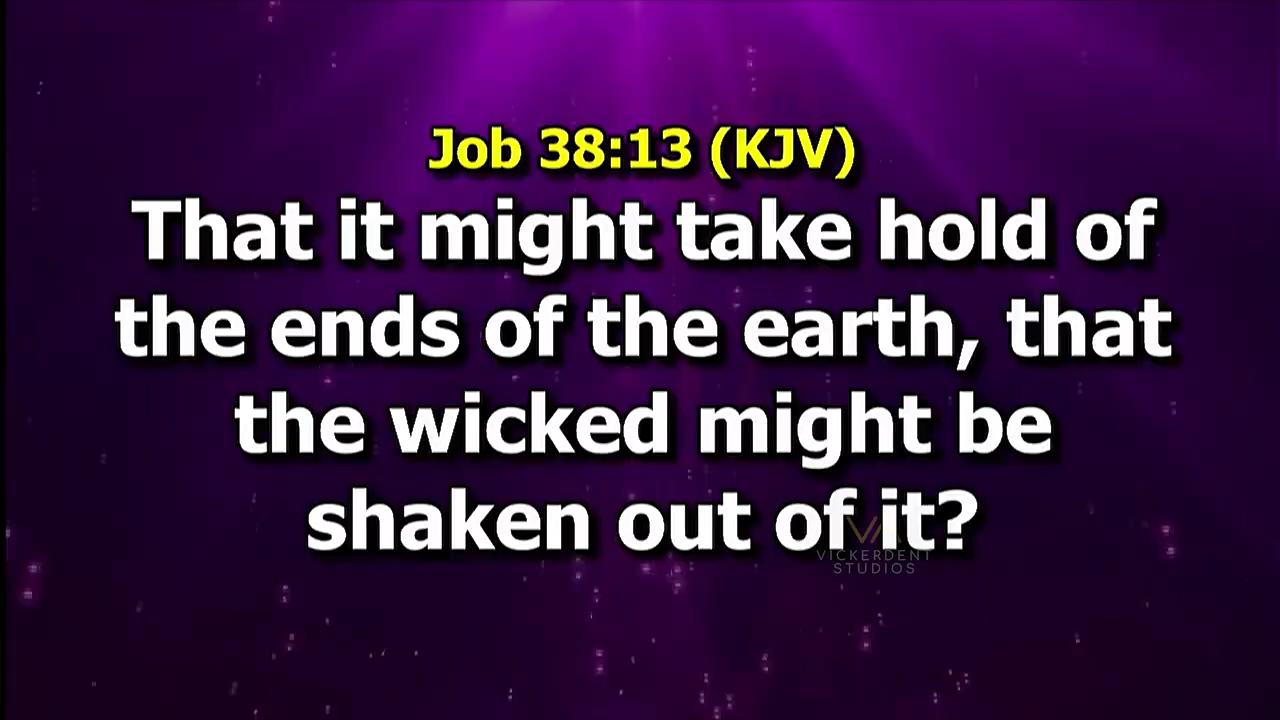 Job 38:13 (KJV)
That it might take hold of
the ends of the earth, that
the wicked might be
shaken out of it?
VA
VICKERDENT
STUDIOS